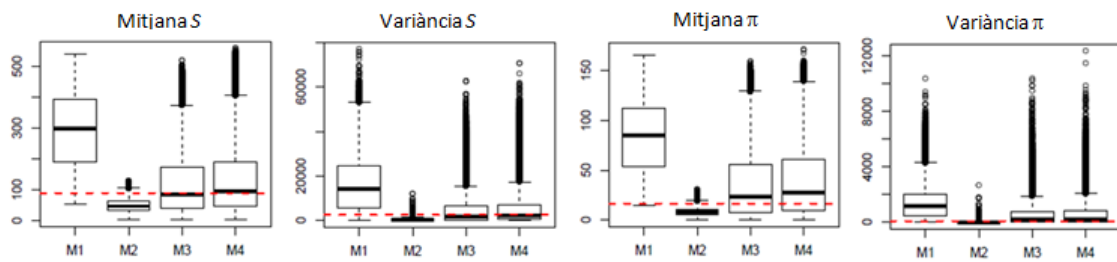 Mitjana S
Variància S
Mitjana π
Variància π
500
300
100
0
60000
20000
0
150
100
50
0
12000
8000
4000
0
M1 M2 M3 M4
M1 M2 M3 M4
M1 M2 M3 M4
M1 M2 M3 M4